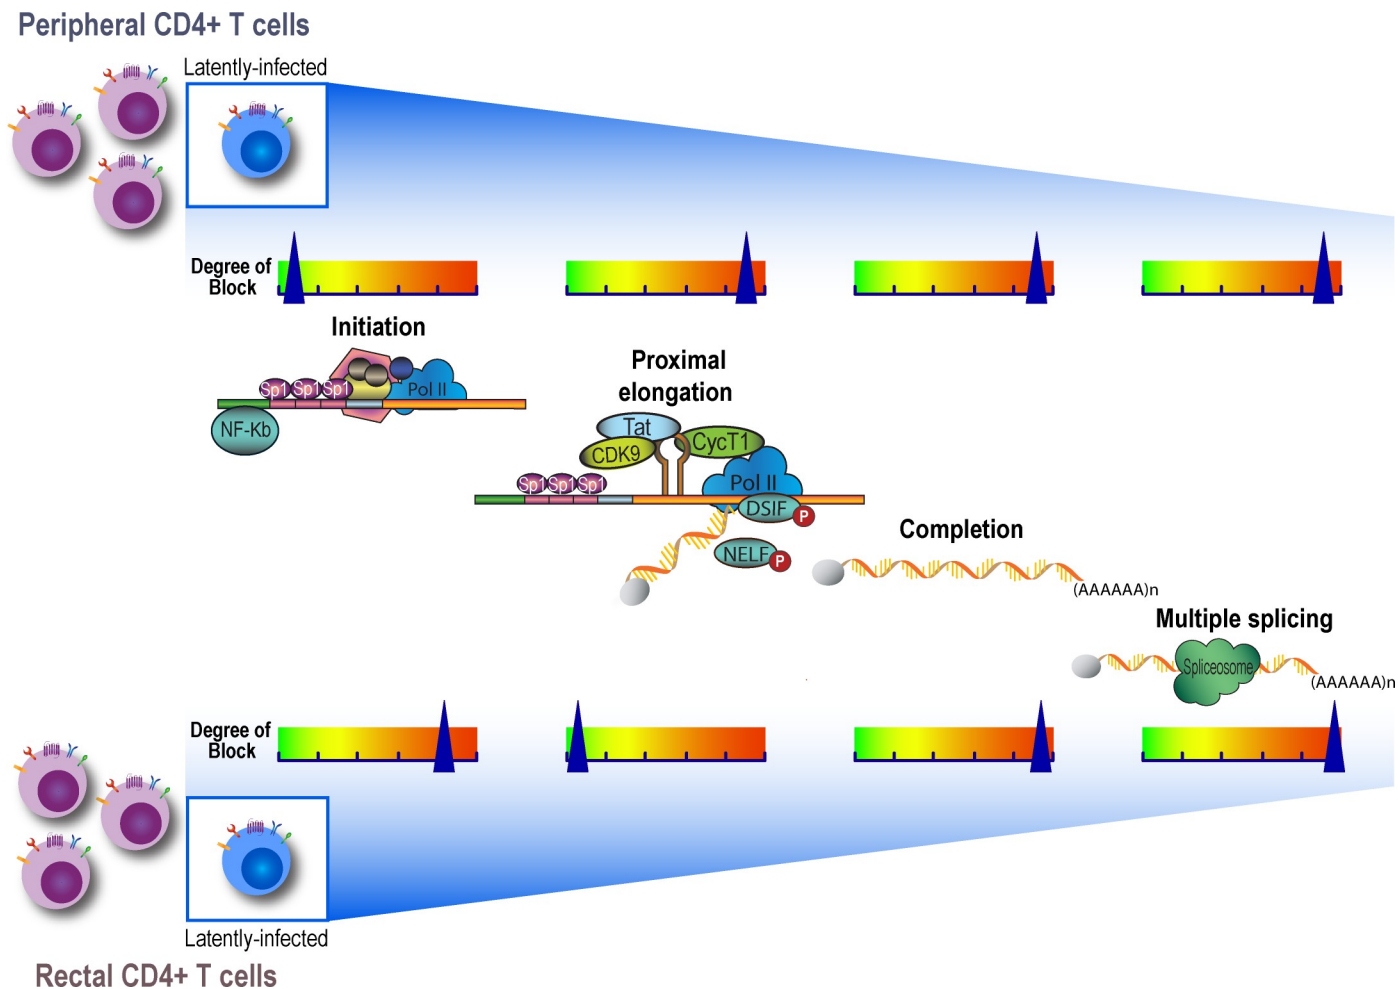 Peripheral CD4+ T cells
Latently-infected
Degree of
Block
Initiation
Sp1 Sp1 Sp1
Pol II
NF-Kb
Proximal
elongation
Tat
CycT1
CDK9
Pol II
Sp1 Sp1 Sp1
DSIF
P
NELF
P
Completion
(AAAAAA)n
Multiple splicing
Spliceosome
(AAAAAA)n
Degree of
Block
Latently-infected
Rectal CD4+ T cells